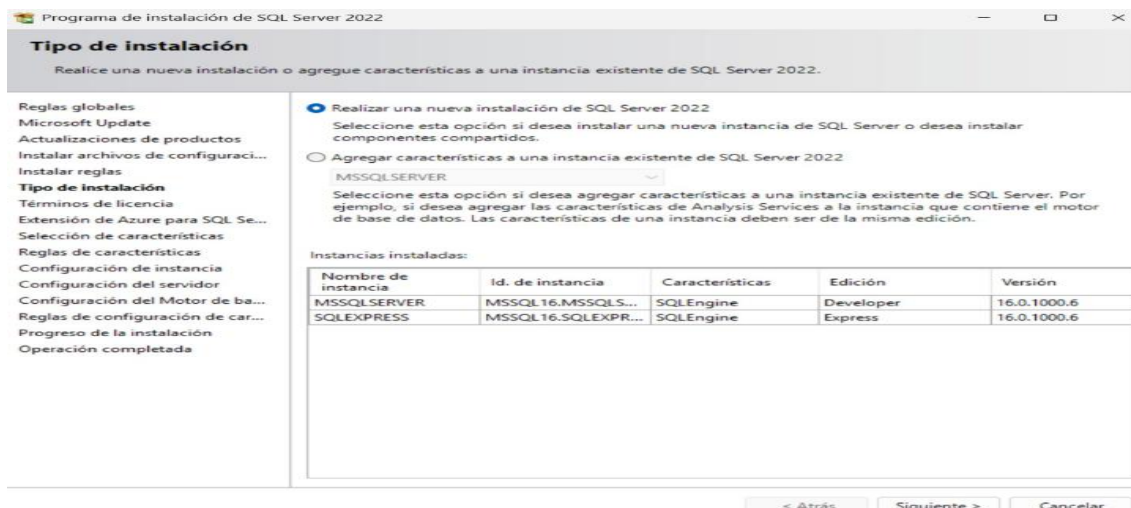 Programa de instalación de SQL Server 2022
Tipo de instalación
Realice una nueva instalación o agregue características a una instancia existente de SQL Server 2022.
Reglas globales
Microsoft Update
Actualizaciones de productos
Instalar archivos de configuraci...
Instalar reglas
Tipo de instalación
Términos de licencia
Extensión de Azure para SQL Se...
Selección de características
Reglas de características
Configuración de instancia
Configuración del servidor
Configuración del Motor de ba...
Reglas de configuración de car...
Progreso de la instalación
Operación completada
Realizar una nueva instalación de SQL Server 2022
Seleccione esta opción si desea instalar una nueva instancia de SQL Server o desea instalar
componentes compartidos.
Agregar características a una instancia existente de SQL Server 2022
MSSQLSERVER
Seleccione esta opción si desea agregar características a una instancia existente de SQL Server. Por
ejemplo, si desea agregar las características de Analysis Services a la instancia que contiene el motor
de base de datos. Las características de una instancia deben ser de la misma edición.
Instancias instaladas:
Nombre de instancia Id. de instancia Características Edición Versión
MSSQLSERVER MSSQL16.MSSQLS... SQLEngine Developer 16.0.1000.6
SQLEXPRESS MSSQL16.SQLEXPR... SQLEngine Express 16.0.1000.6
< Atrás Siguiente > Cancelar